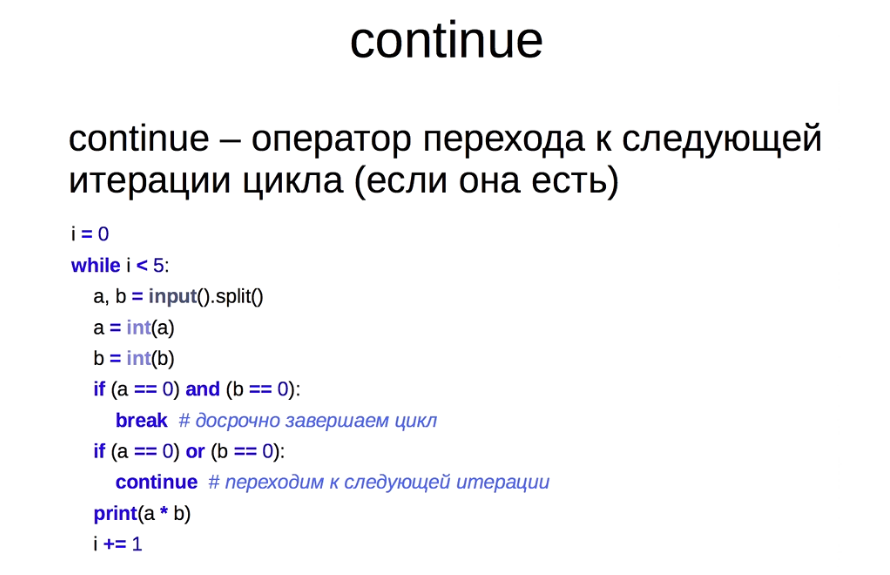 continue
continue – оператор перехода к следующей
итерации цикла (если она есть)
i = 0
while i < 5:
a, b = input().split()
a = int(a)
b = int(b)
if (a == 0) and (b == 0):
break # досрочно завершаем цикл
if (a == 0) or (b == 0):
continue # переходим к следующей итерации
print(a * b)
i += 1